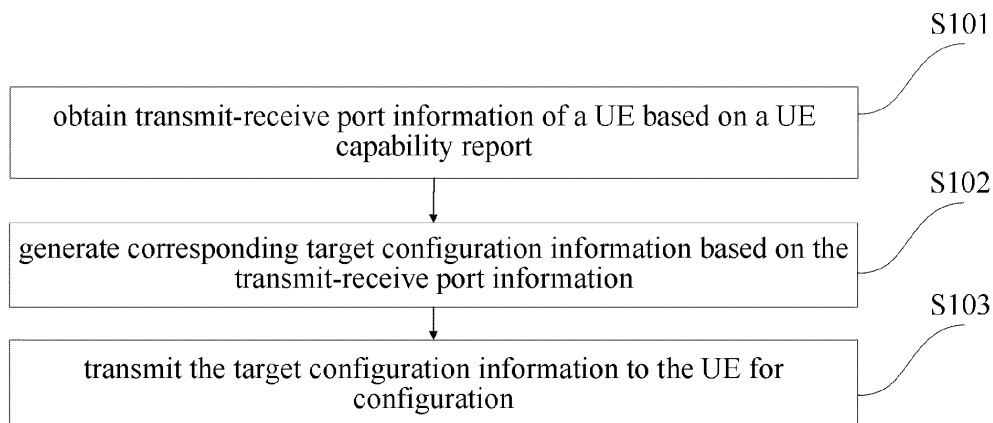 S101
obtain transmit-receive port information of a UE based on a UE
capability report
S102
generate corresponding target configuration information based on the
transmit-receive port information
S103
transmit the target configuration information to the UE for
configuration